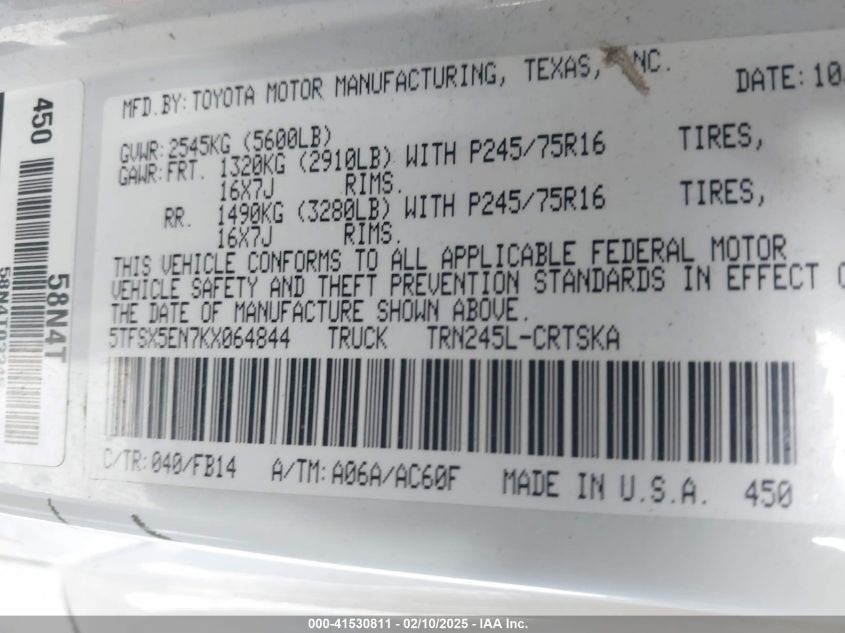 MFD.BY: TOYOTA MOTOR MANUFACTURING, TEXAS, NC. DATE: 10
GVWR: 2545KG (5600LB)
GAWR: FRT. 1320KG (2910LB) WITH P245/75R16 TIRES,
16X7J RIMS.
RR. 1490KG (3280LB) WITH P245/75R16 TIRES,
16X7J RIMS.
THIS VEHICLE CONFORMS TO ALL APPLICABLE FEDERAL MOTOR
VEHICLE SAFETY AND THEFT PREVENTION STANDARDS IN EFFECT
THE DATE OF MANUFACTURE SHOWN ABOVE.
5TFSX5EN7KX064844 TRUCK TRN245L-CRTSKA
C/TR: 040/FB14 A/TM: A06A/AC60F MADE IN U.S.A. 450
450
58N4T
000-41530811 - 02/10/2025 - IAA Inc.